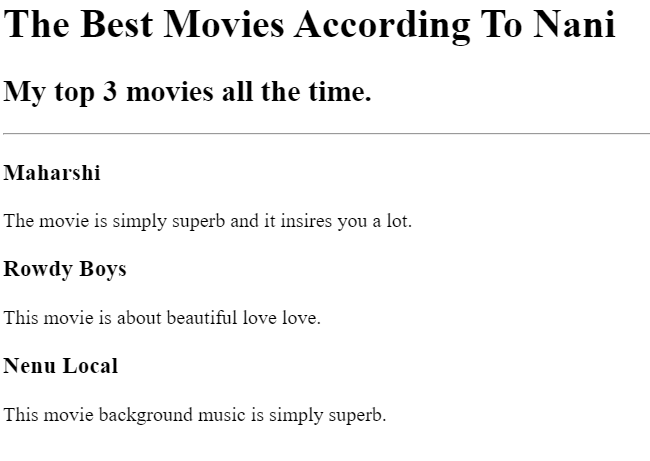 The Best Movies According To Nani
My top 3 movies all the time.
Maharshi
The movie is simply superb and it insires you a lot.
Rowdy Boys
This movie is about beautiful love love.
Nenu Local
This movie background music is simply superb.